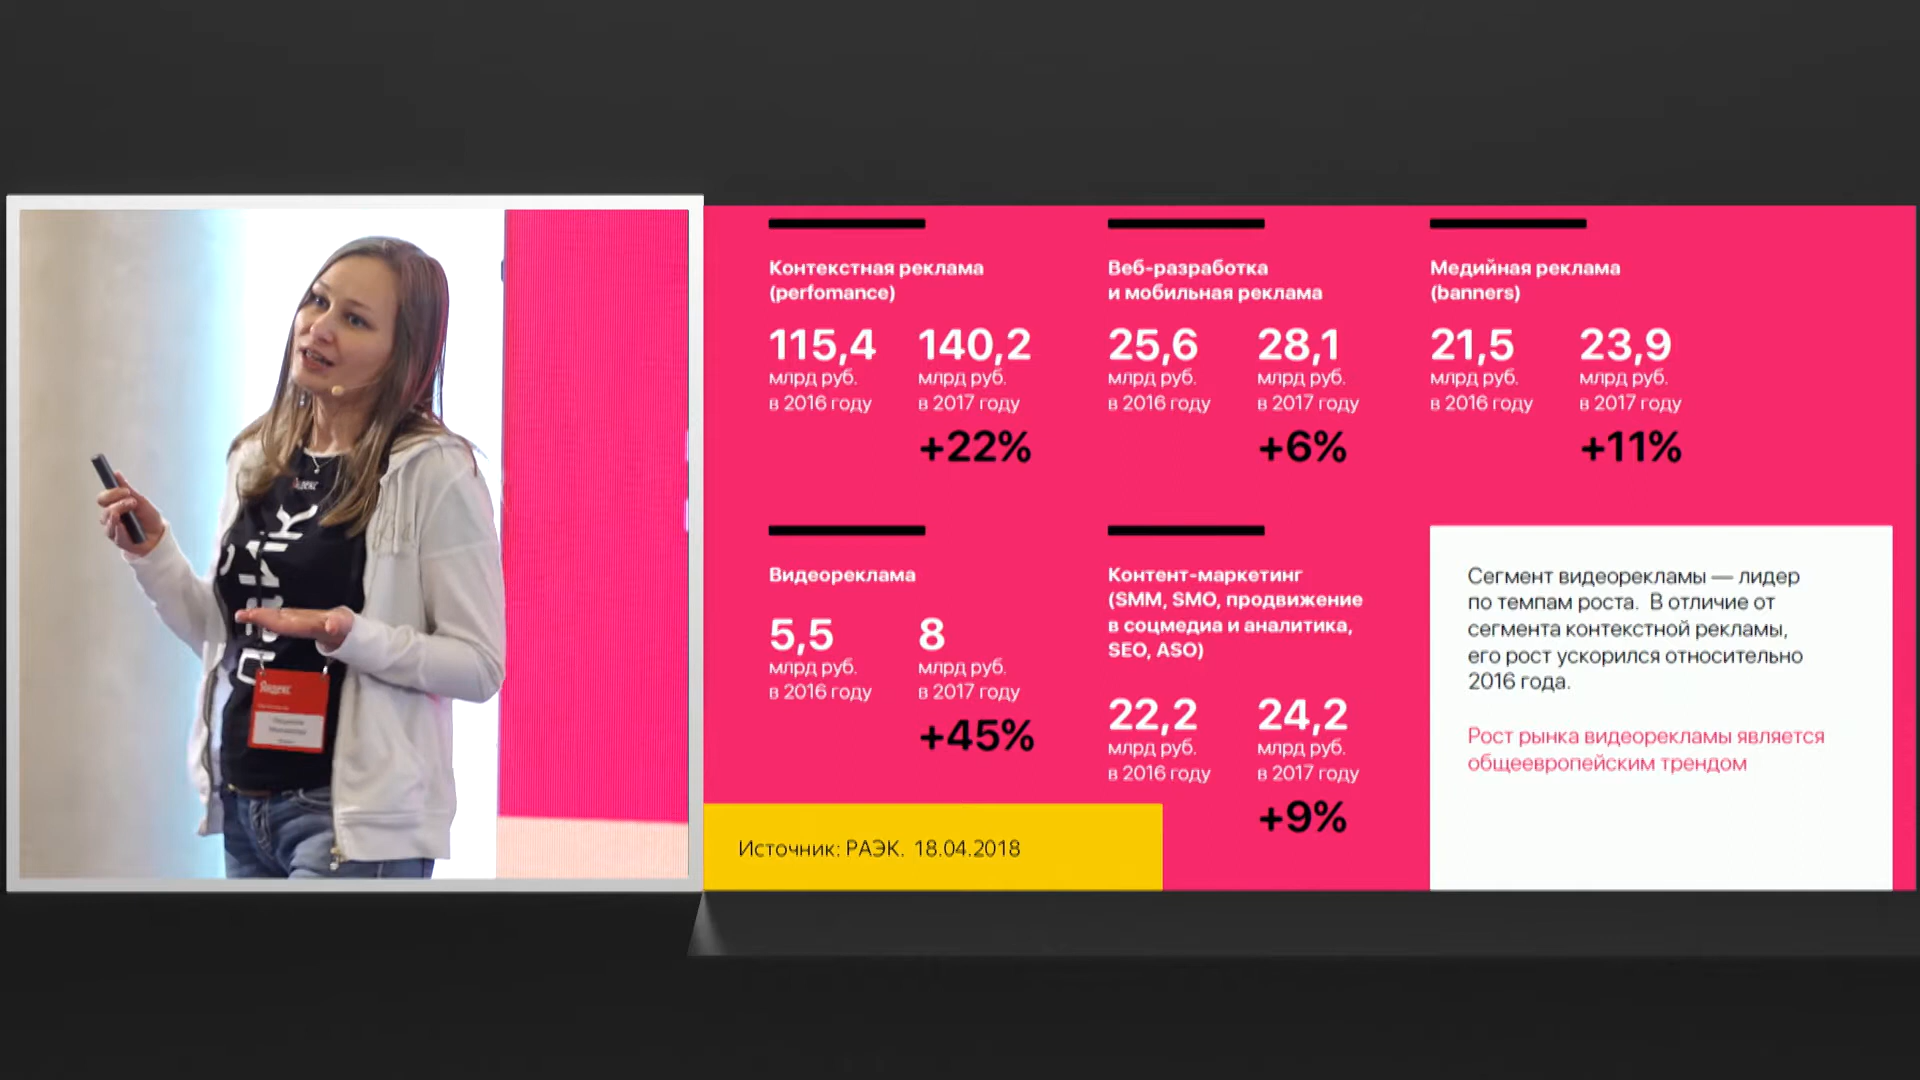 Контекстная реклама
(perfomance)
115,4
млрд руб.
в 2016 году
140,2
млрд руб.
в 2017 году
+22%
Веб-разработка
и мобильная реклама
25,6
млрд руб.
в 2016 году
28,1
млрд руб.
в 2017 году
+6%
Медийная реклама
(banners)
21,5
млрд руб.
в 2016 году
23,9
млрд руб.
в 2017 году
+11%
Видеореклама
5,5
млрд руб.
в 2016 году
8
млрд руб.
в 2017 году
+45%
Контент-маркетинг
(SMM, SMO, продвижение
в соцмедиа и аналитика,
SEO, ASO)
22,2
млрд руб.
в 2016 году
24,2
млрд руб.
в 2017 году
+9%
Сегмент видеорекламы — лидер
по темпам роста. В отличие от
сегмента контекстной рекламы,
его рост ускорился относительно
2016 года.
Рост рынка видеорекламы является
общеевропейским трендом
Источник: РАЭК. 18.04.2018
Яндекс